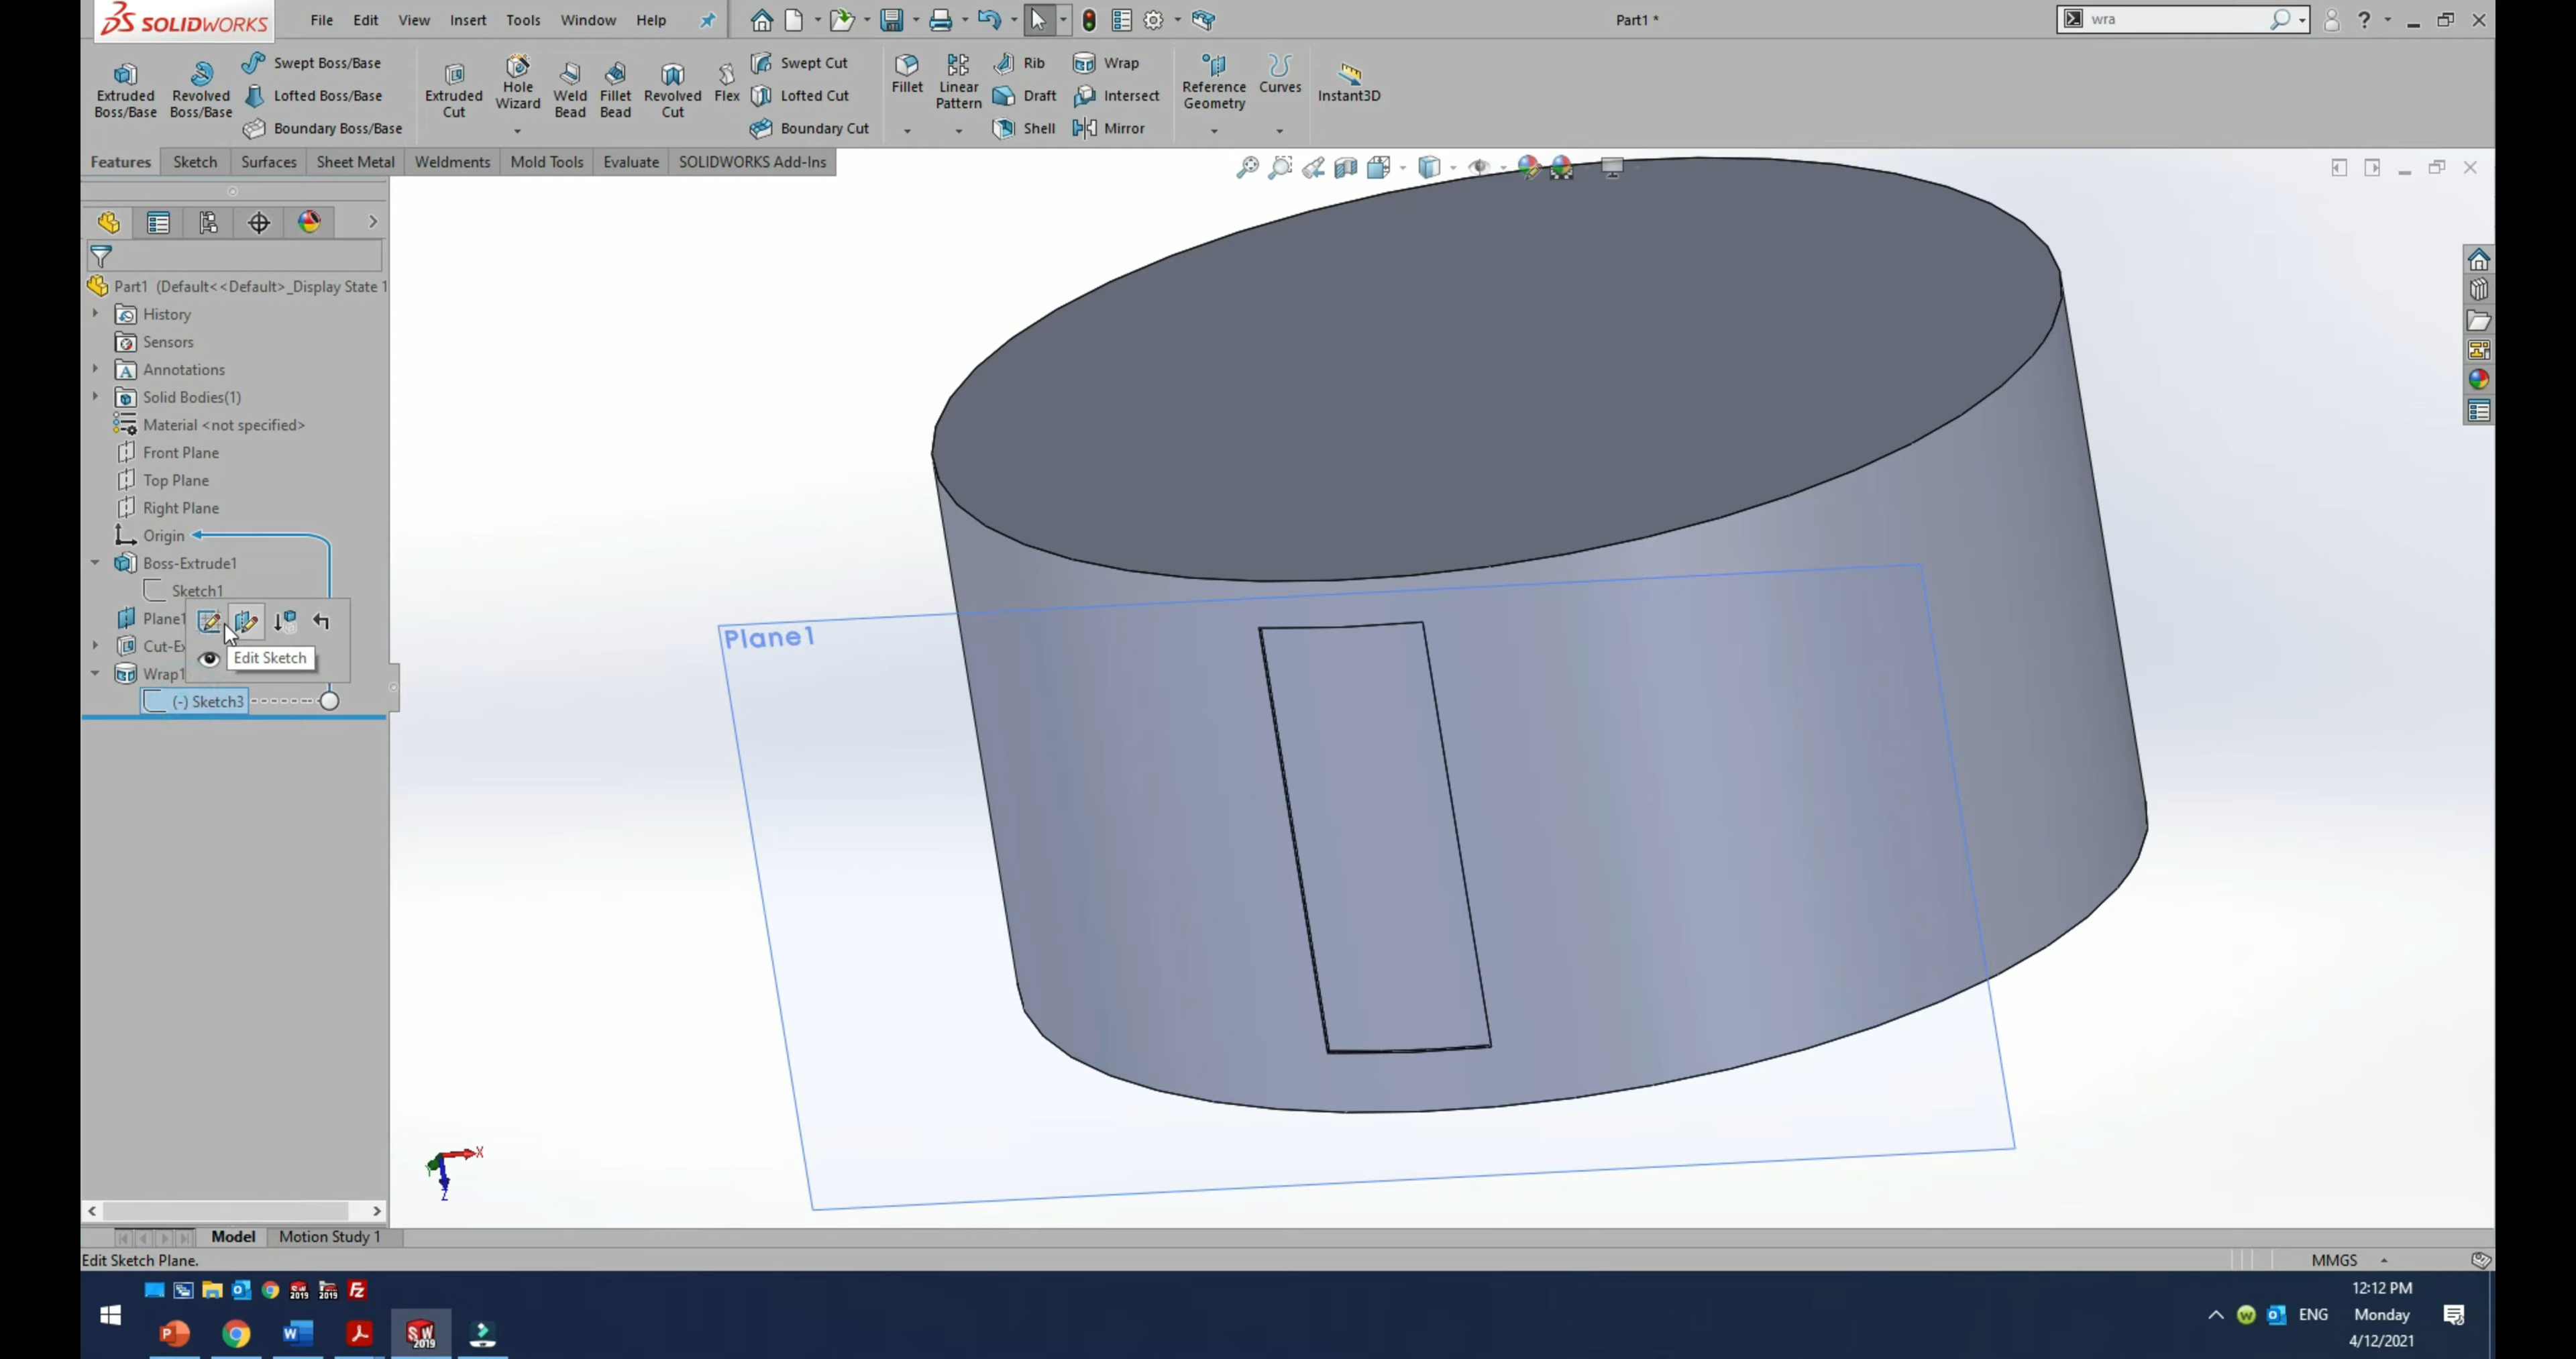 SOLIDWORKS File Edit View Insert Tools Window Help Part1 * wra
Swept Boss/Base Swept Cut Rib Wrap
Extruded Boss/Base Revolved Boss/Base Lofted Boss/Base Extruded Cut Hole Wizard Weld Bead Fillet Bead Revolved Cut Flex Lofted Cut Fillet Linear Pattern Draft Intersect Reference Geometry Curves Instant3D
Boundary Boss/Base Boundary Cut Shell Mirror
Features Sketch Surfaces Sheet Metal Weldments Mold Tools Evaluate SOLIDWORKS Add-Ins
Part1 (Default<<Default>_Display State 1
History
Sensors
Annotations
Solid Bodies(1)
Material <not specified>
Front Plane
Top Plane
Right Plane
Origin
Boss-Extrude1
Sketch1
Plane1
Cut-Ex
Edit Sketch
Wrap1
(-) Sketch3
Plane1
X
Z
Model Motion Study 1
Edit Sketch Plane. MMGS
12:12 PM
ENG Monday
4/12/2021
SW 2019